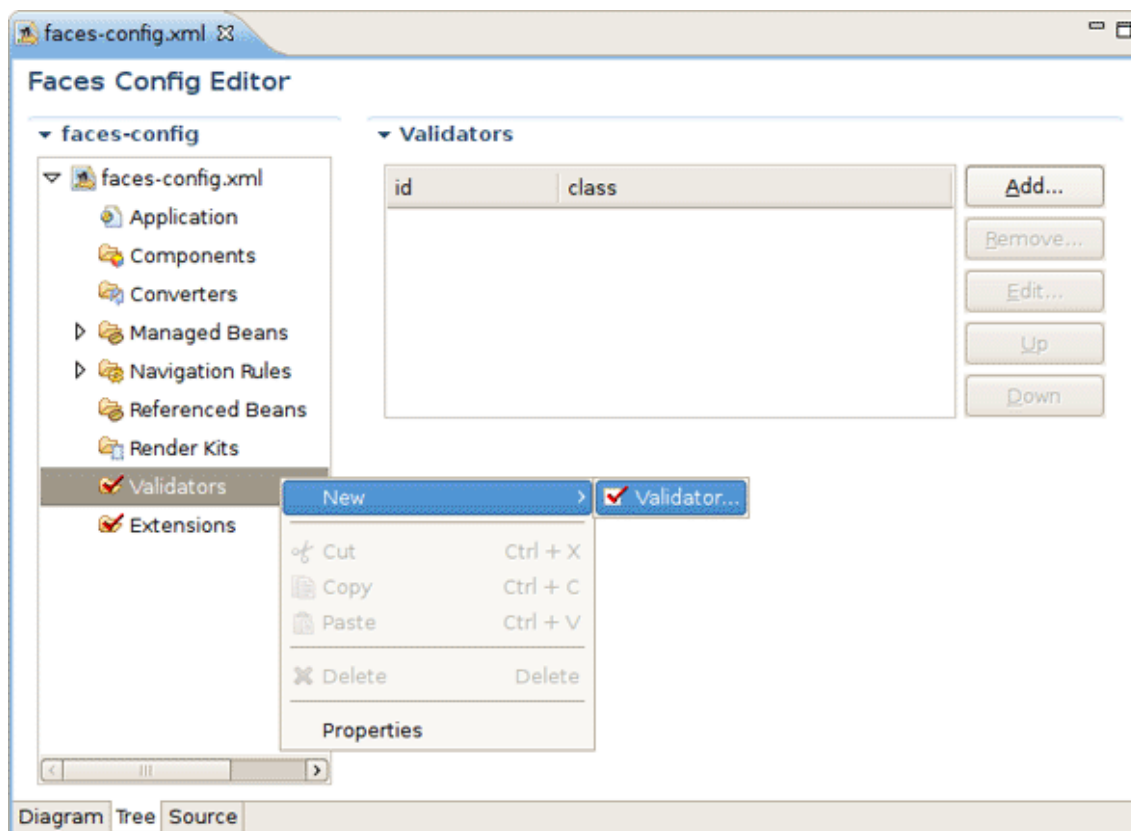 faces-config.xml
Faces Config Editor
faces-config
Validators
faces-config.xml
Application
Components
Converters
Managed Beans
Navigation Rules
Referenced Beans
Render Kits
Validators
Extensions
id class
Add...
Remove...
Edit...
Up
Down
New
Validator...
Cut Ctrl + X
Copy Ctrl + C
Paste Ctrl + V
Delete Delete
Properties
Diagram Tree Source